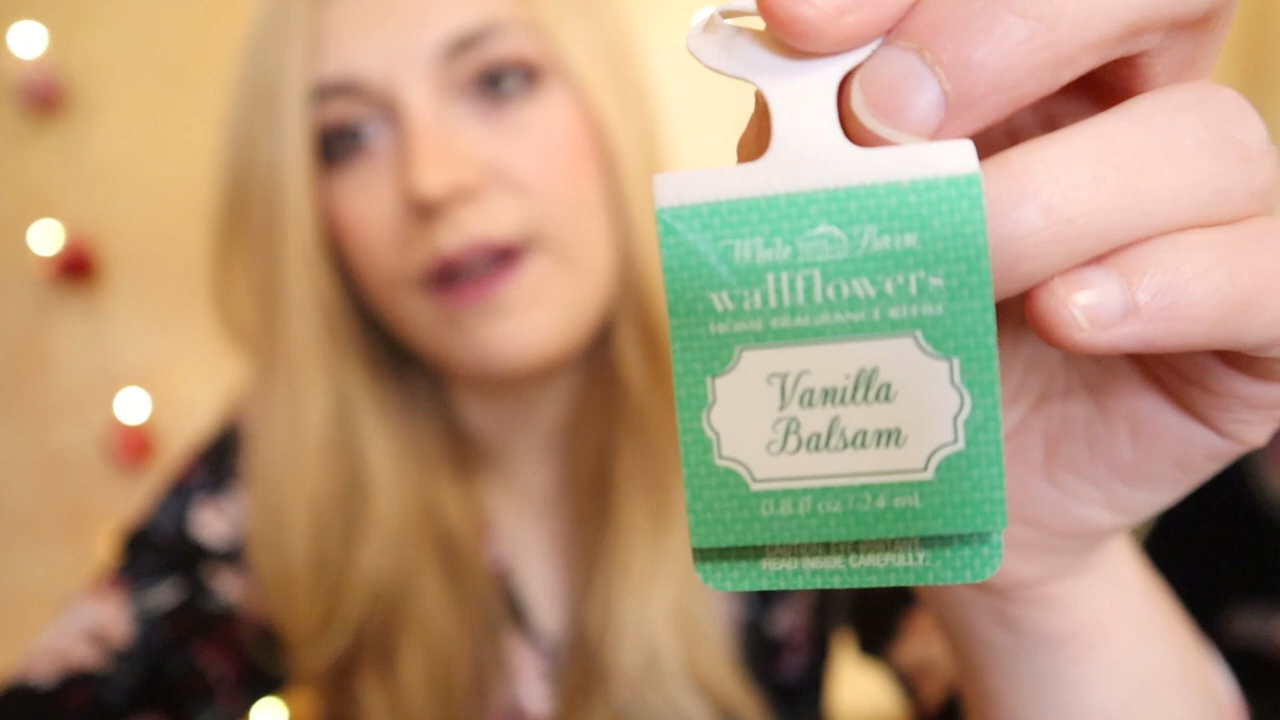 White Barn
wallflowers
HOME FRAGRANCE REFILL
Vanilla
Balsam
0.8 fl oz / 24 mL
READ INSIDE CAREFULLY.